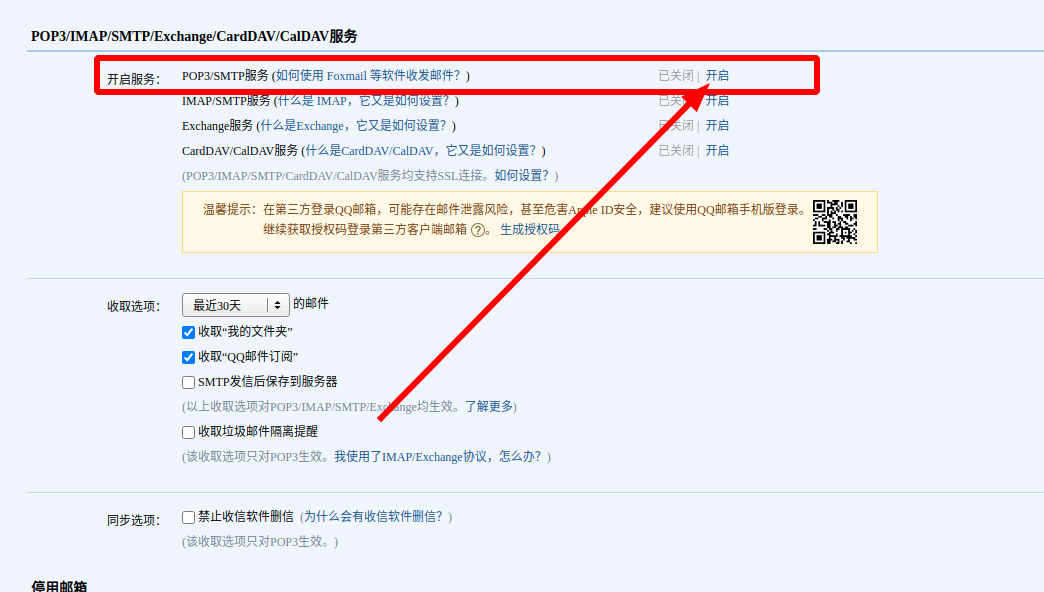 POP3/IMAP/SMTP/Exchange/CardDAV/CalDAV服务
开启服务： POP3/SMTP服务 (如何使用 Foxmail 等软件收发邮件？) 已关闭 | 开启
IMAP/SMTP服务 (什么是 IMAP，它又是如何设置？) 已关闭 | 开启
Exchange服务 (什么是Exchange，它又是如何设置？) 已关闭 | 开启
CardDAV/CalDAV服务 (什么是CardDAV/CalDAV，它又是如何设置？) 已关闭 | 开启
(POP3/IMAP/SMTP/CardDAV/CalDAV服务均支持SSL连接。如何设置？)
温馨提示：在第三方登录QQ邮箱，可能存在邮件泄露风险，甚至危害Apple ID安全，建议使用QQ邮箱手机版登录。
继续获取授权码登录第三方客户端邮箱 ?。 生成授权码
收取选项： 最近30天 的邮件
收取“我的文件夹”
收取“QQ邮件订阅”
SMTP发信后保存到服务器
(以上收取选项对POP3/IMAP/SMTP/Exchange均生效。了解更多)
收取垃圾邮件隔离提醒
(该收取选项只对POP3生效。我使用了IMAP/Exchange协议，怎么办？)
同步选项： 禁止收信软件删信 (为什么会有收信软件删信？)
(该收取选项只对POP3生效。)
停用邮箱